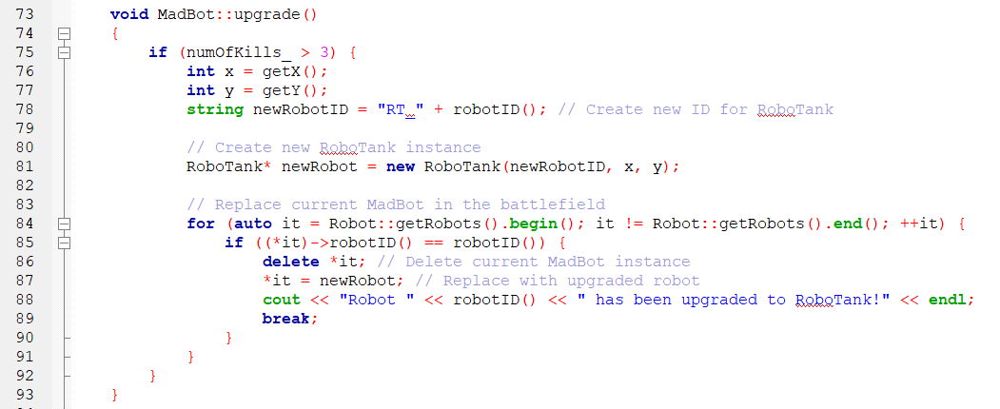 73 void MadBot::upgrade()
74 {
75 if (numOfKills_ > 3) {
76 int x = getX();
77 int y = getY();
78 string newRobotID = "RT_" + robotID(); // Create new ID for RoboTank
79
80 // Create new RoboTank instance
81 RoboTank* newRobot = new RoboTank(newRobotID, x, y);
82
83 // Replace current MadBot in the battlefield
84 for (auto it = Robot::getRobots().begin(); it != Robot::getRobots().end(); ++it) {
85 if ((*it)->robotID() == robotID()) {
86 delete *it; // Delete current MadBot instance
87 *it = newRobot; // Replace with upgraded robot
88 cout << "Robot " << robotID() << " has been upgraded to RoboTank!" << endl;
89 break;
90 }
91 }
92 }
93 }